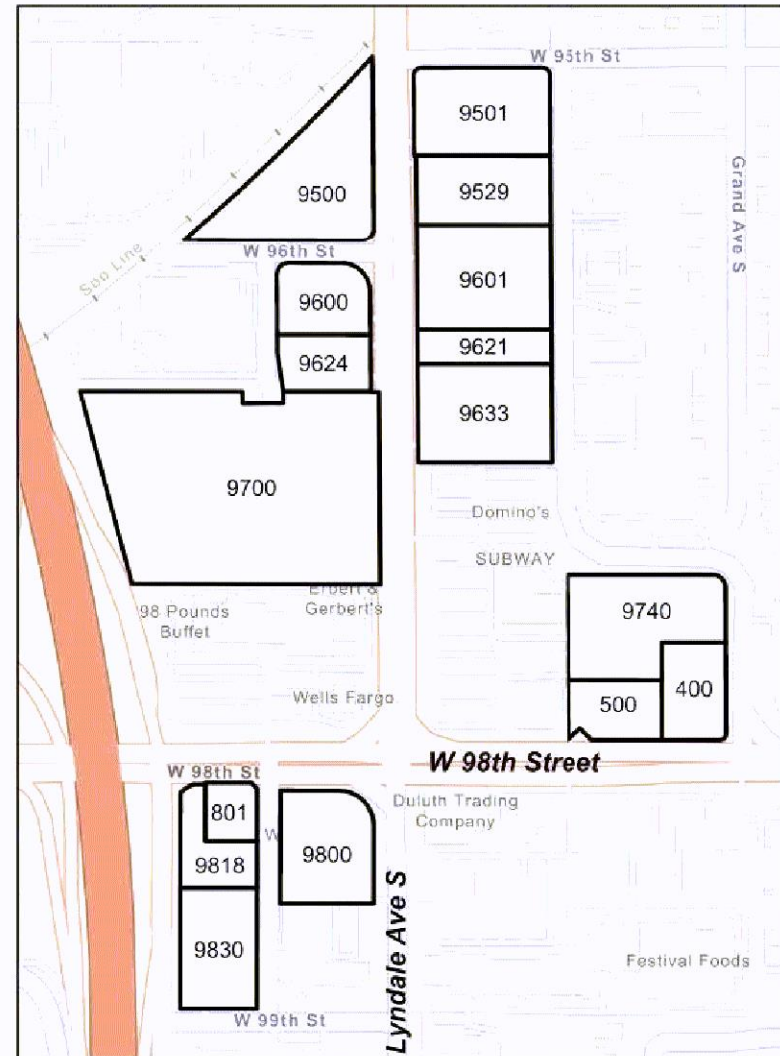 W 95th St
9501
Grand Ave S
9529
9500
W 96th St
Soo Line
9600
9601
9624
9621
9633
9700
Domino's
SUBWAY
98 Pounds
Buffet
Erbert &
Gerbert's
9740
400
500
Wells Fargo
W 98th Street
W 98th St
Duluth Trading
Company
801
W
9800
9818
9830
Lyndale Ave S
Festival Foods
W 99th St